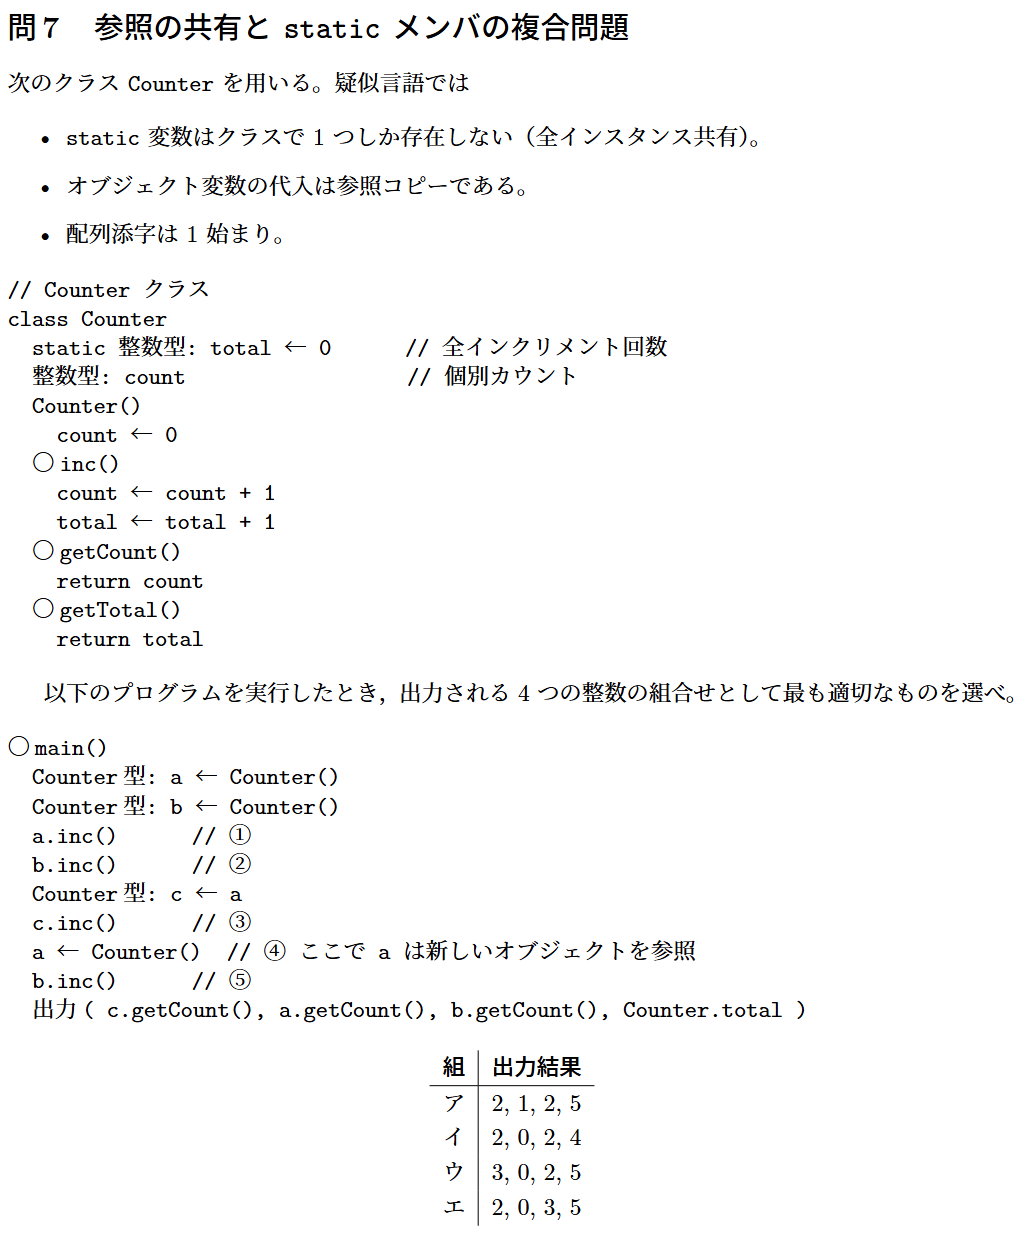 問 7　参照の共有と static メンバの複合問題
次のクラス Counter を用いる。疑似言語では
• static 変数はクラスで 1 つしか存在しない（全インスタンス共有）。
• オブジェクト変数の代入は参照コピーである。
• 配列添字は 1 始まり。
// Counter クラス
class Counter
  static 整数型: total ← 0      // 全インクリメント回数
  整数型: count                  // 個別カウント
  Counter()
    count ← 0
  ○ inc()
    count ← count + 1
    total ← total + 1
  ○ getCount()
    return count
  ○ getTotal()
    return total
以下のプログラムを実行したとき，出力される 4 つの整数の組合せとして最も適切なものを選べ。
○ main()
  Counter 型: a ← Counter()
  Counter 型: b ← Counter()
  a.inc()      // ①
  b.inc()      // ②
  Counter 型: c ← a
  c.inc()      // ③
  a ← Counter()  // ④ ここで a は新しいオブジェクトを参照
  b.inc()      // ⑤
  出力 ( c.getCount(), a.getCount(), b.getCount(), Counter.total )
組 出力結果
ア 2, 1, 2, 5
イ 2, 0, 2, 4
ウ 3, 0, 2, 5
エ 2, 0, 3, 5